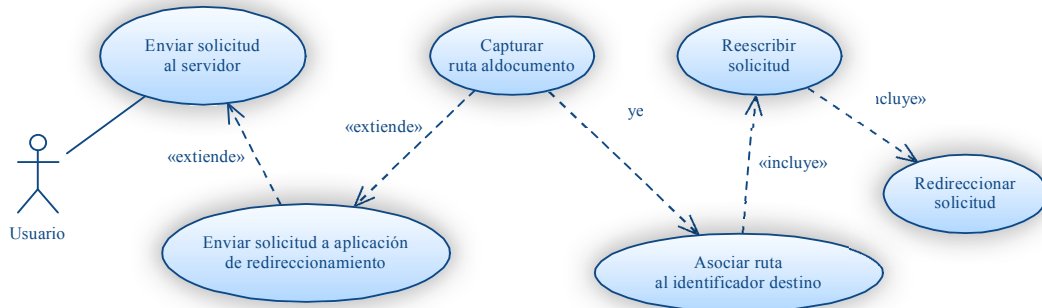 Enviar solicitud
al servidor
Capturar
ruta aldocumento
Reescribir
solicitud
ye
«extiende»
«extiende»
«incluye»
Redireccionar
solicitud
Usuario
Enviar solicitud a aplicación
de redireccionamiento
Asociar ruta
al identificador destino